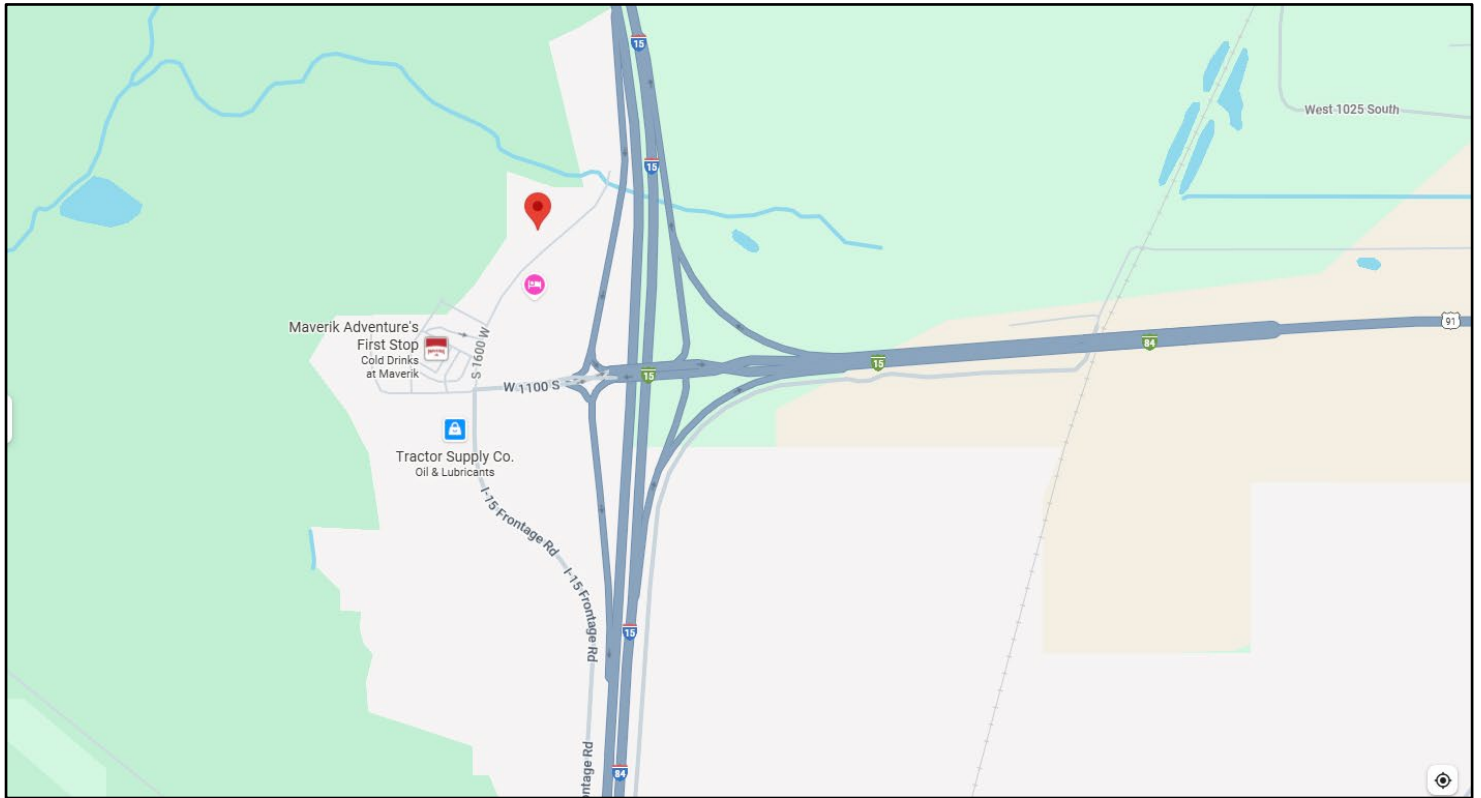 15
15
West 1025 South
Maverik Adventure's
First Stop
Cold Drinks
at Maverik
S 1600 W
W 1100 S
15
15
84
91
Tractor Supply Co.
Oil & Lubricants
I-15 Frontage Rd
I-15 Frontage Rd
15
ntage Rd
84